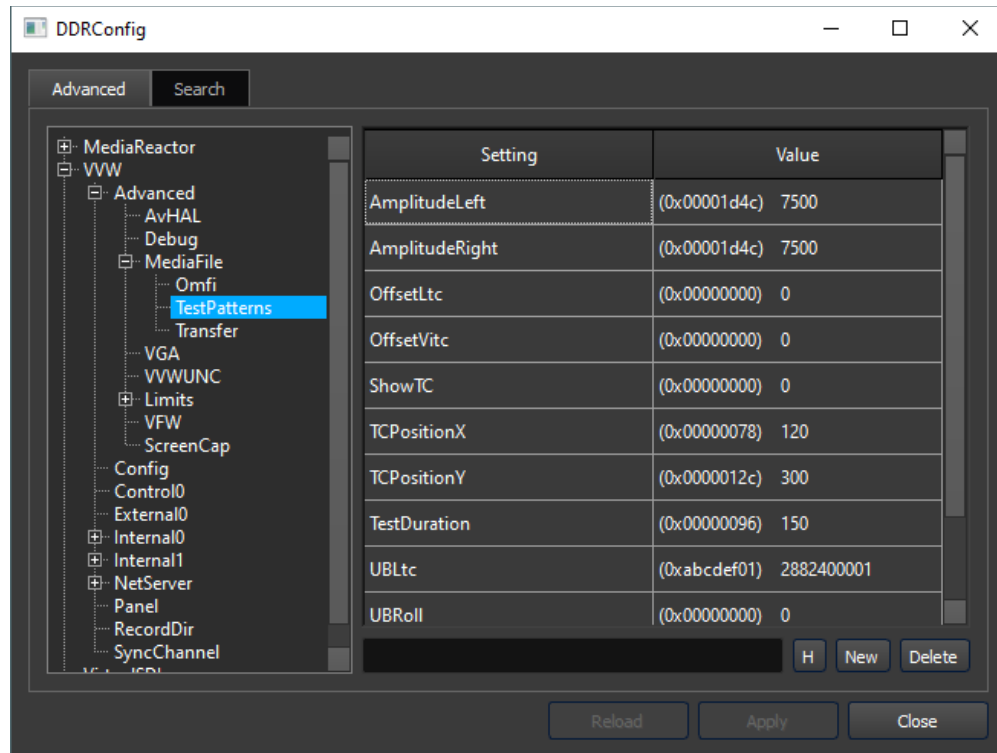 DDRConfig
Advanced Search
MediaReactor
VVW
Advanced
AvHAL
Debug
MediaFile
Omfi
TestPatterns
Transfer
VGA
VVWUNC
Limits
VFW
ScreenCap
Config
Control0
External0
Internal0
Internal1
NetServer
Panel
RecordDir
SyncChannel
Setting Value
AmplitudeLeft (0x00001d4c) 7500
AmplitudeRight (0x00001d4c) 7500
OffsetLtc (0x00000000) 0
OffsetVitc (0x00000000) 0
ShowTC (0x00000000) 0
TCPositionX (0x00000078) 120
TCPositionY (0x0000012c) 300
TestDuration (0x00000096) 150
UBLtc (0xabcdef01) 2882400001
UBRoll (0x00000000) 0
H New Delete
Reload Apply Close